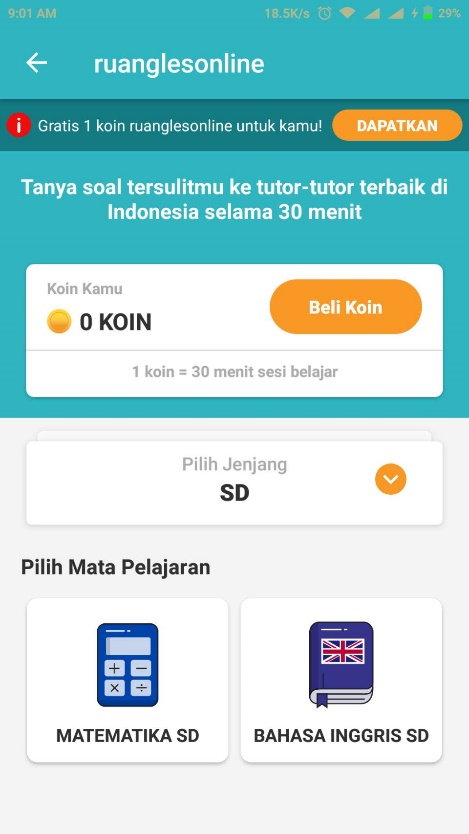 9:01 AM 18.5K/s 29%
ruanglesonline
i Gratis 1 koin ruanglesonline untuk kamu! DAPATKAN
Tanya soal tersulitmu ke tutor-tutor terbaik di
Indonesia selama 30 menit
Koin Kamu
0 KOIN
Beli Koin
1 koin = 30 menit sesi belajar
Pilih Jenjang
SD
Pilih Mata Pelajaran
MATEMATIKA SD
BAHASA INGGRIS SD